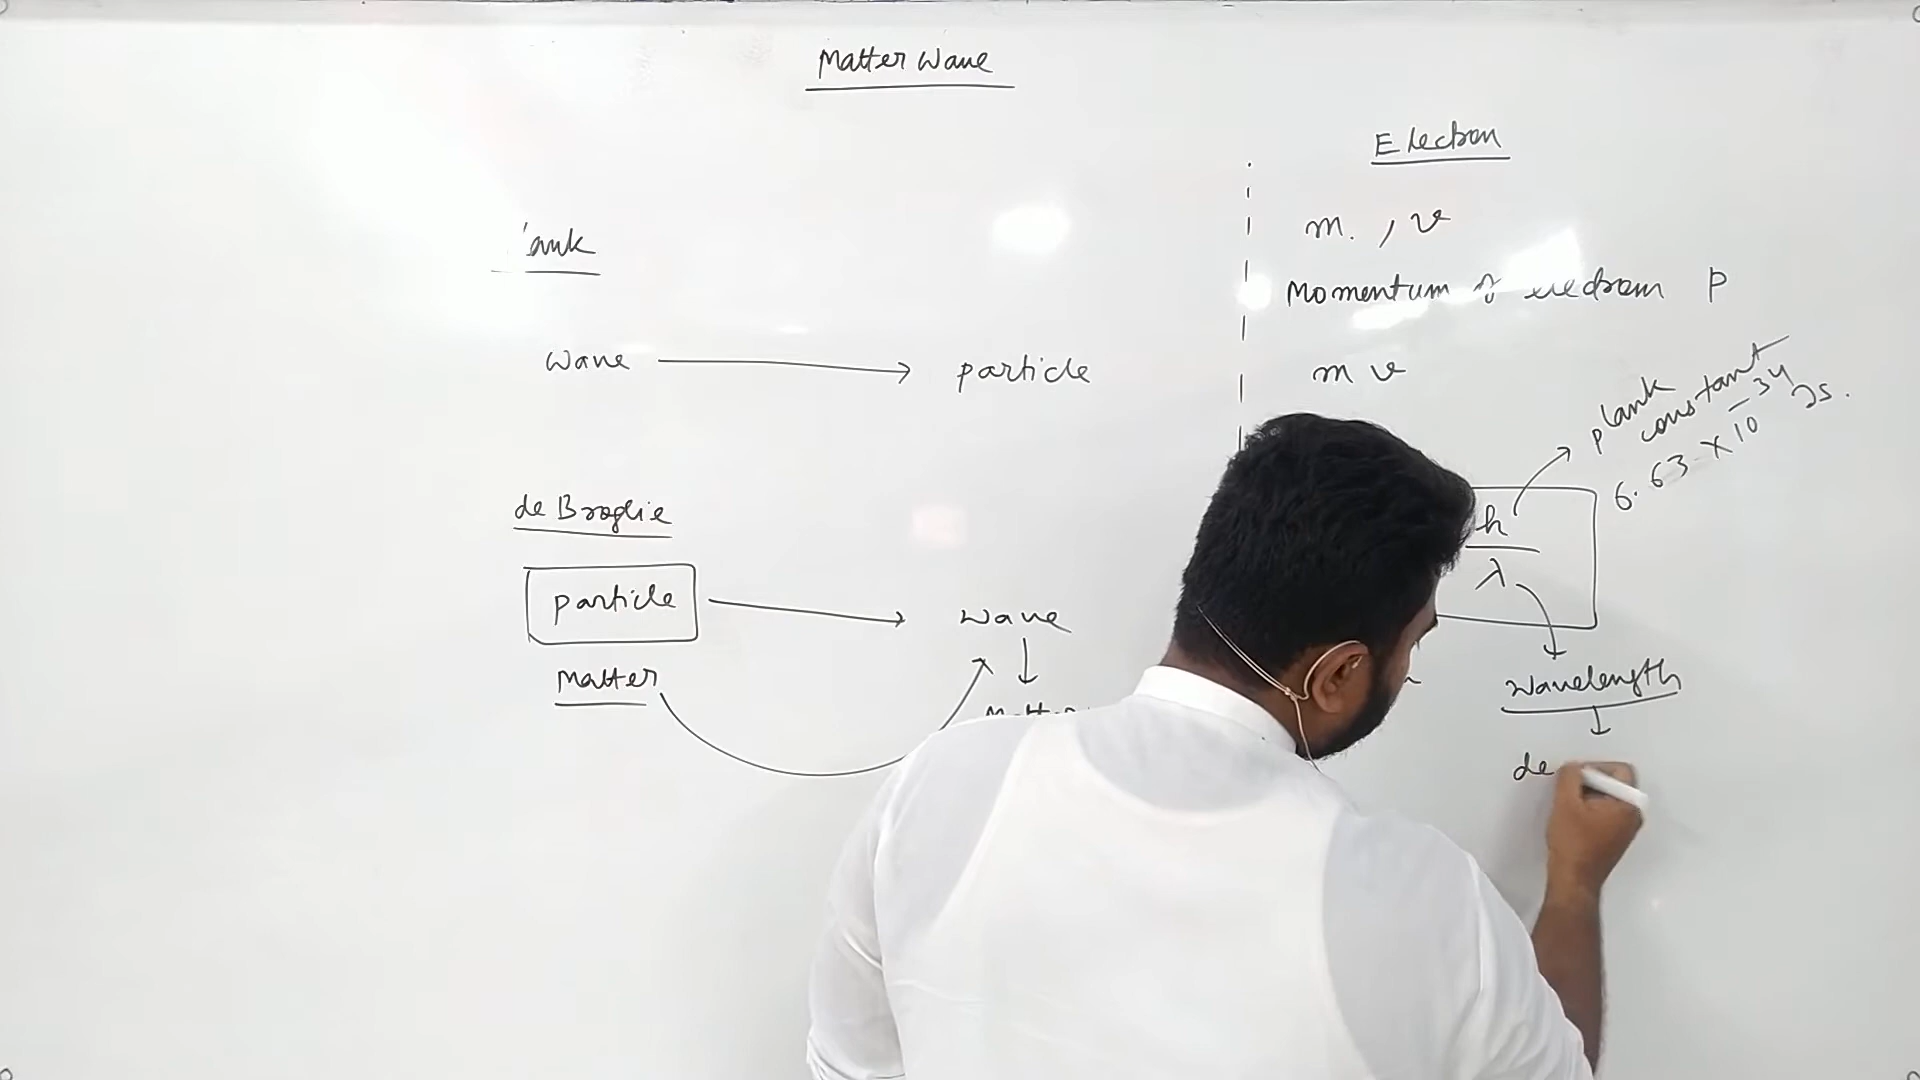 Matter Wave
lank
Wave
particle
de Broglie
particle
Wave
Matter
Electron
m. , v
Momentum of electron P
m v
plank
constant
6.63 × 10 -34 Js.
h
λ
Wavelength
de